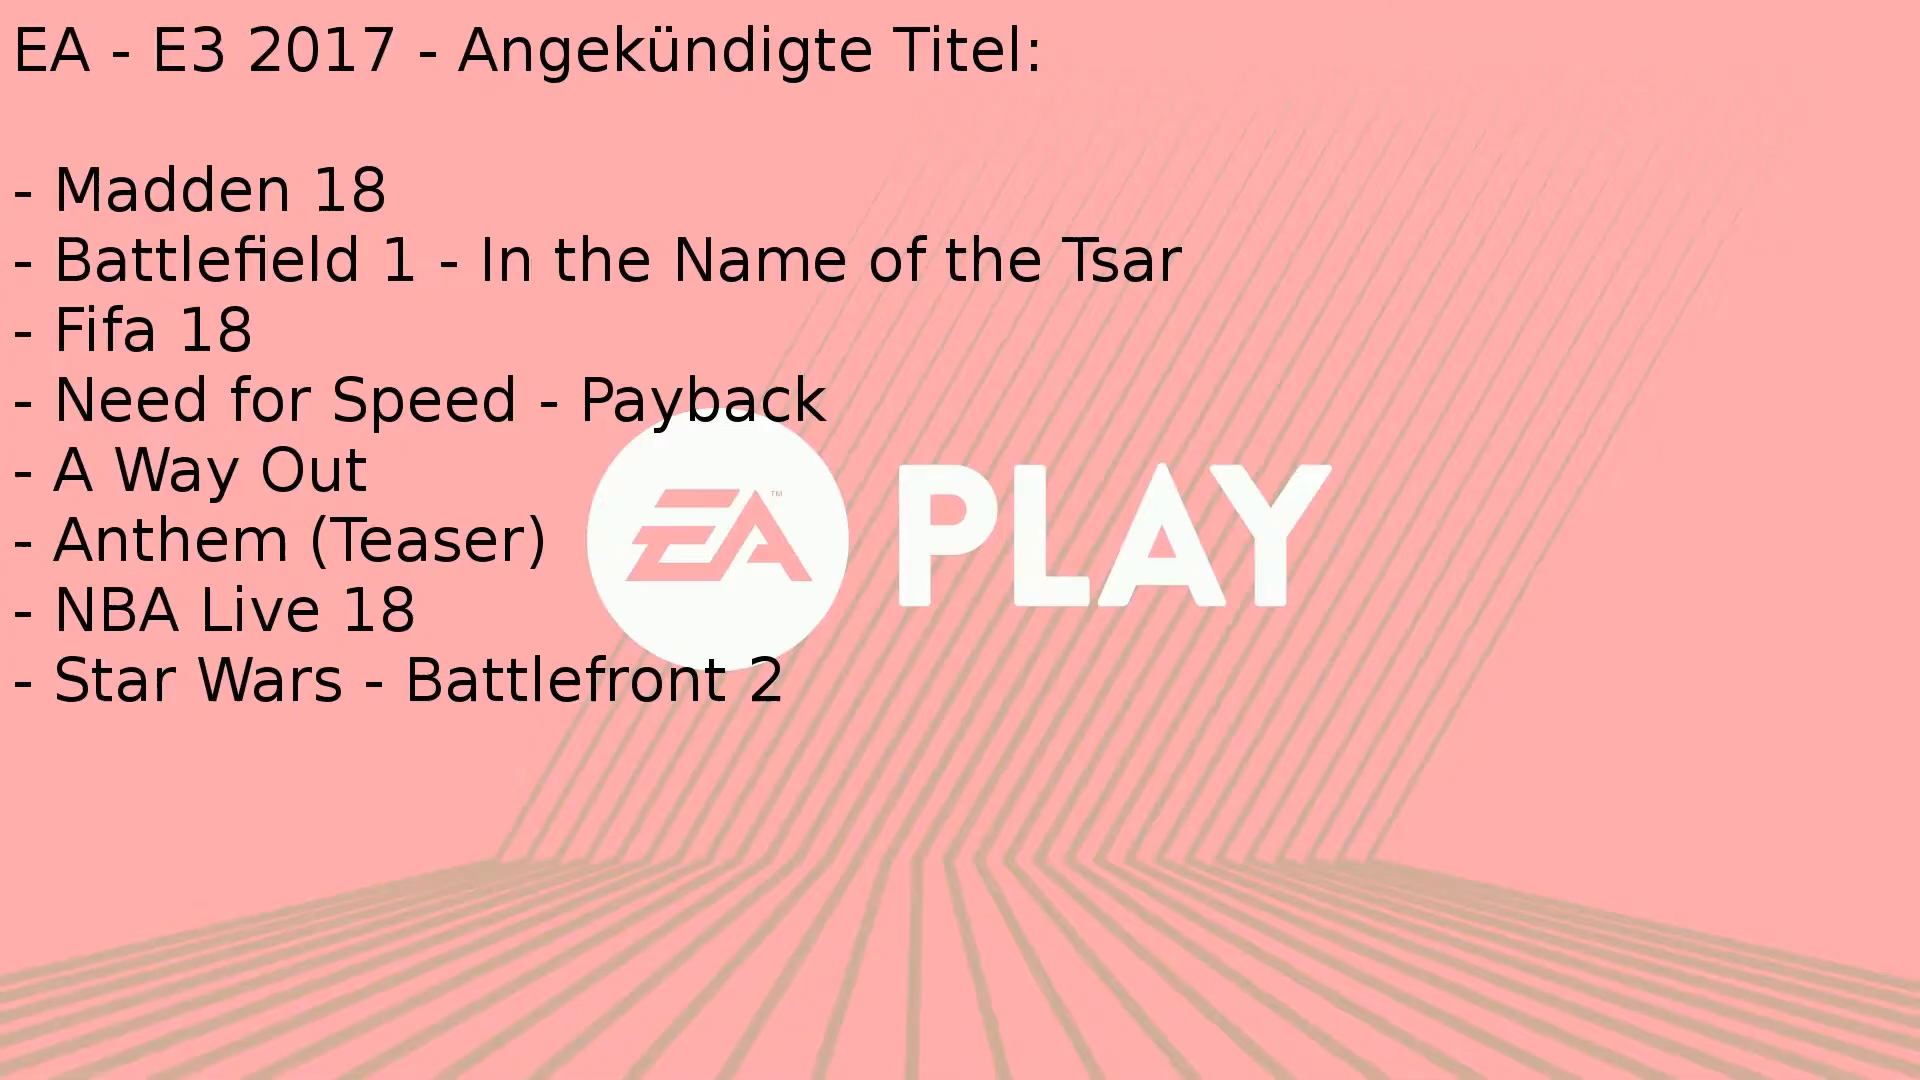 EA - E3 2017 - Angekündigte Titel:
- Madden 18
- Battlefield 1 - In the Name of the Tsar
- Fifa 18
- Need for Speed - Payback
- A Way Out
- Anthem (Teaser)
- NBA Live 18
- Star Wars - Battlefront 2
EA™ PLAY